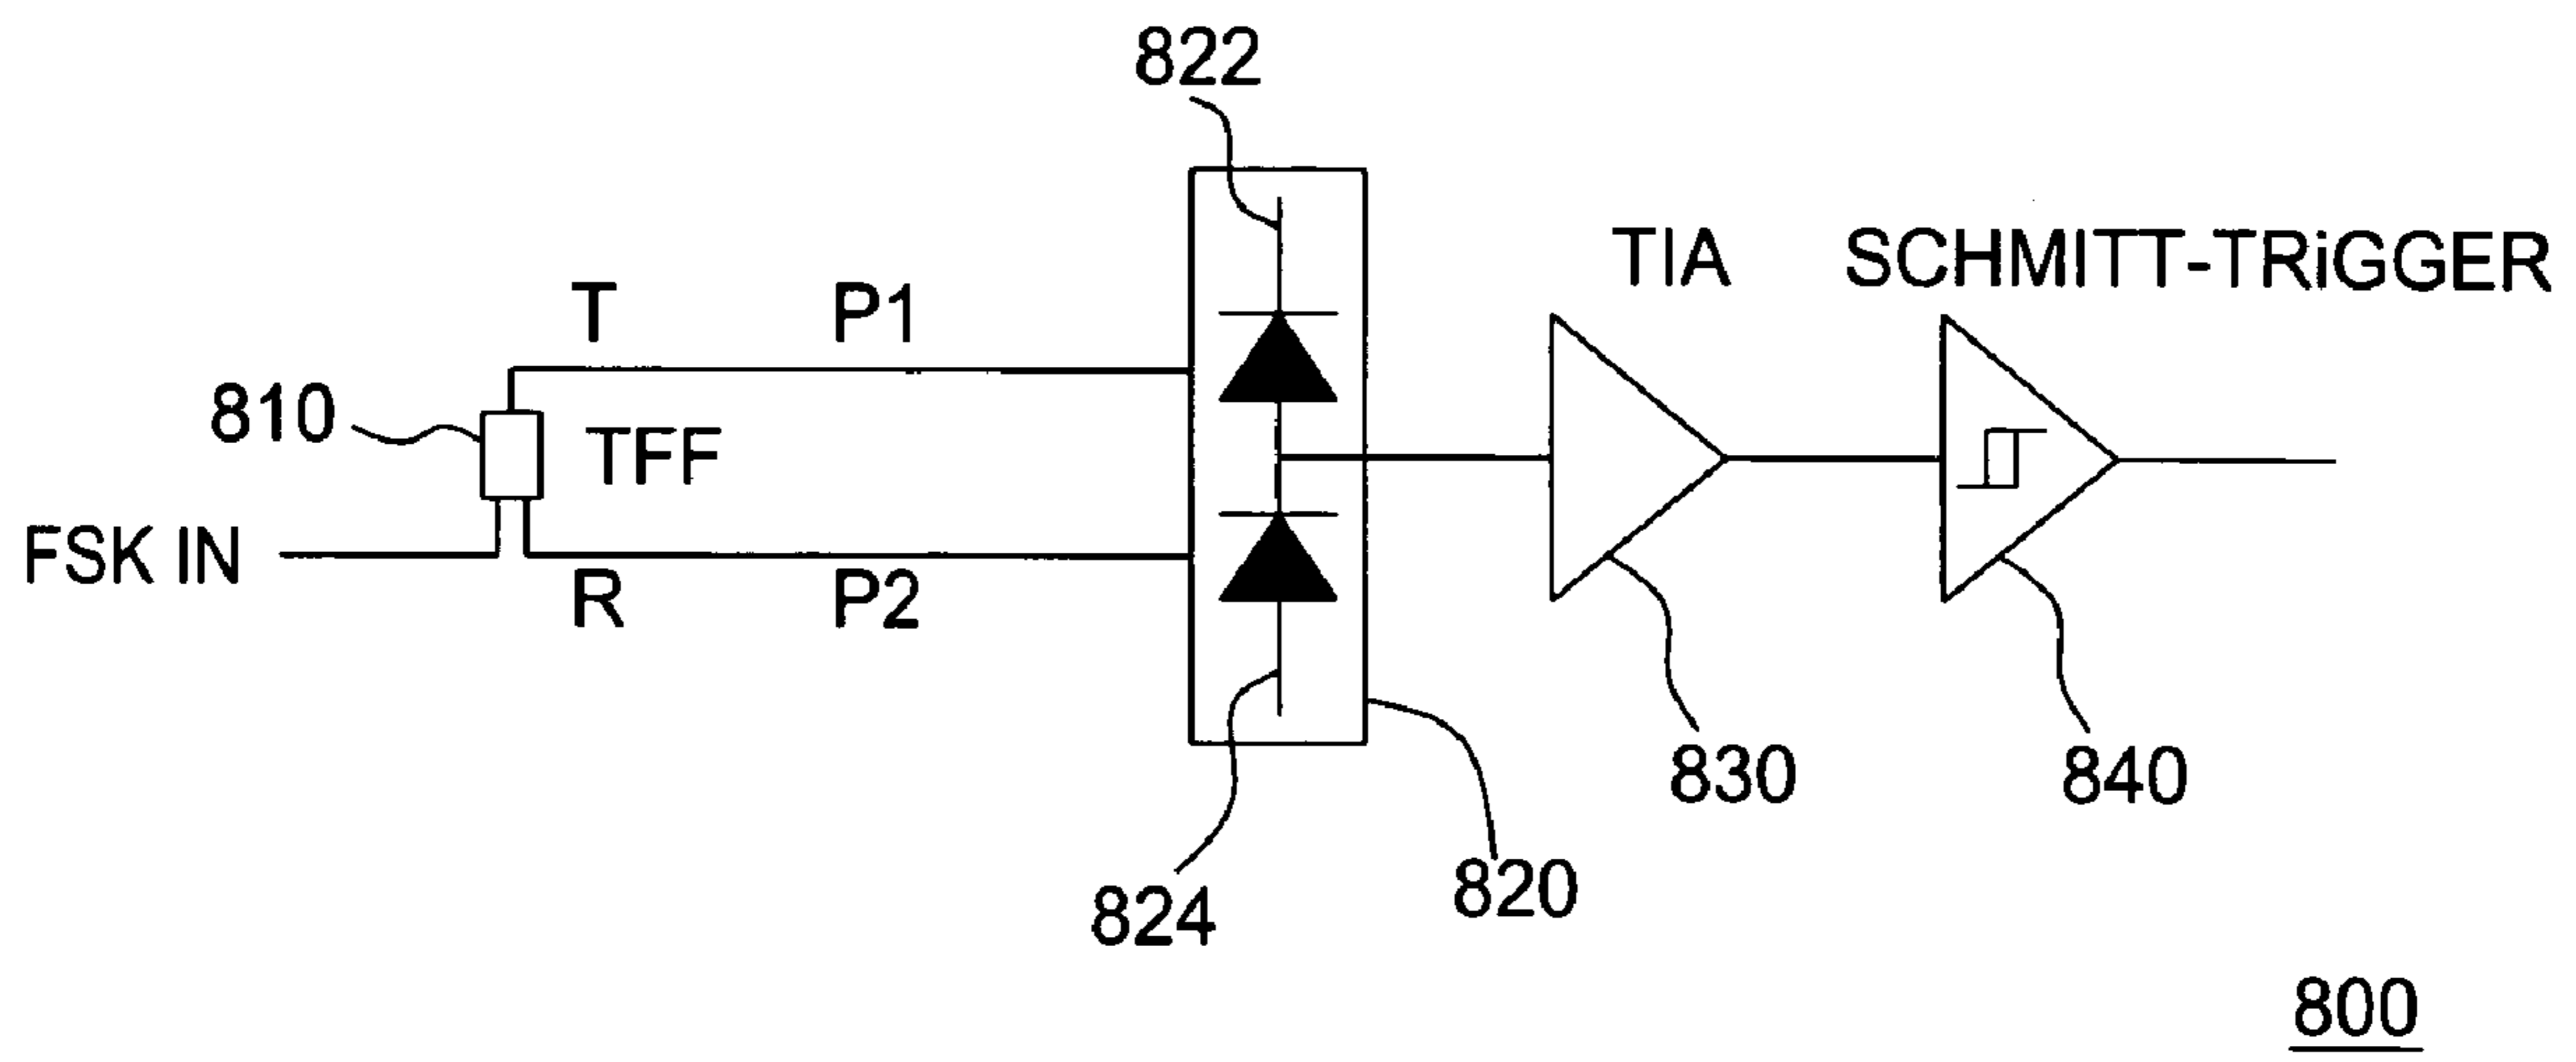 822
TIA
SCHMITT-TRiGGER
T
P1
810
TFF
FSK IN
R
P2
830
840
820
824
800